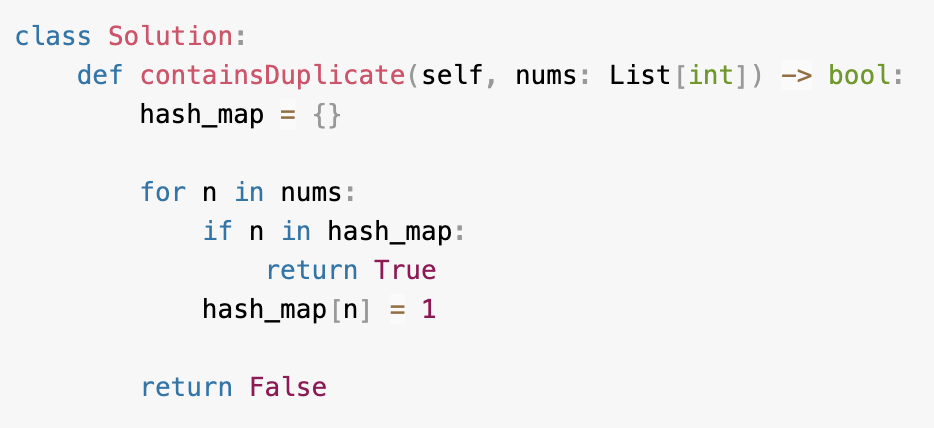 class Solution:
    def containsDuplicate(self, nums: List[int]) -> bool:
        hash_map = {}

        for n in nums:
            if n in hash_map:
                return True
            hash_map[n] = 1

        return False